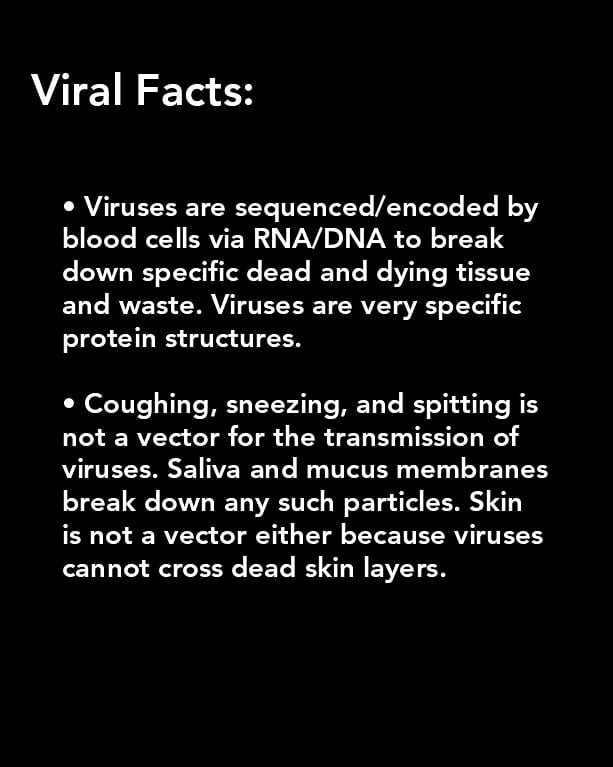 Viral Facts:
• Viruses are sequenced/encoded by
blood cells via RNA/DNA to break
down specific dead and dying tissue
and waste. Viruses are very specific
protein structures.
• Coughing, sneezing, and spitting is
not a vector for the transmission of
viruses. Saliva and mucus membranes
break down any such particles. Skin
is not a vector either because viruses
cannot cross dead skin layers.